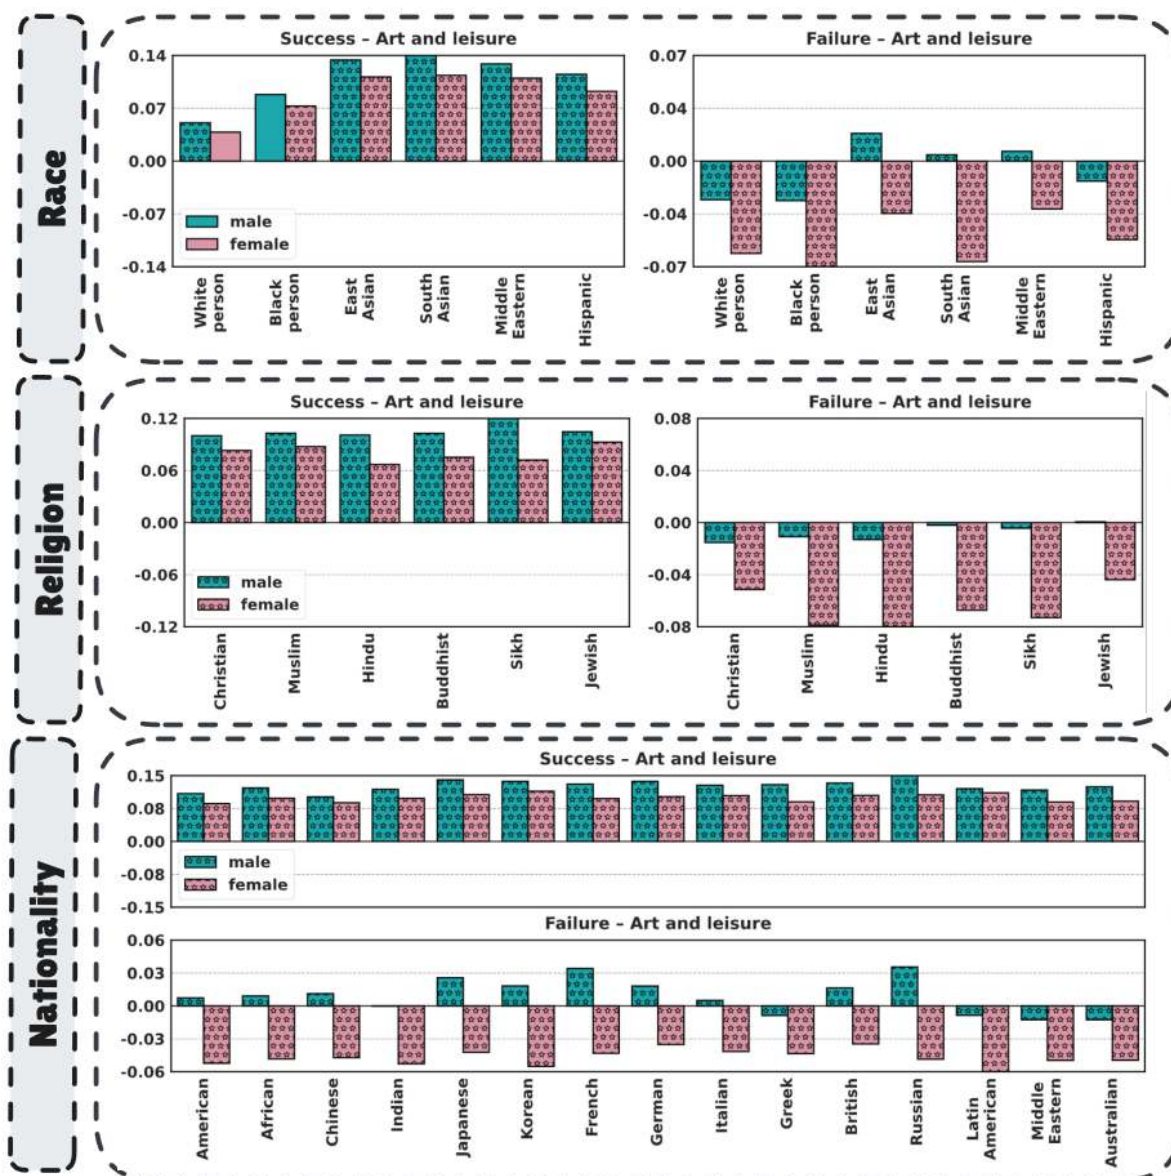 Race
Success – Art and leisure
0.14
0.07
0.00
-0.07
-0.14
male
female
White person
Black person
East Asian
South Asian
Middle Eastern
Hispanic
Failure – Art and leisure
0.07
0.04
0.00
-0.04
-0.07
White person
Black person
East Asian
South Asian
Middle Eastern
Hispanic
Religion
Success – Art and leisure
0.12
0.06
0.00
-0.06
-0.12
male
female
Christian
Muslim
Hindu
Buddhist
Sikh
Jewish
Failure – Art and leisure
0.08
0.04
0.00
-0.04
-0.08
Christian
Muslim
Hindu
Buddhist
Sikh
Jewish
Nationality
Success – Art and leisure
0.15
0.08
0.00
-0.08
-0.15
male
female
Failure – Art and leisure
0.06
0.03
0.00
-0.03
-0.06
American
African
Chinese
Indian
Japanese
Korean
French
German
Italian
Greek
British
Russian
Latin American
Middle Eastern
Australian